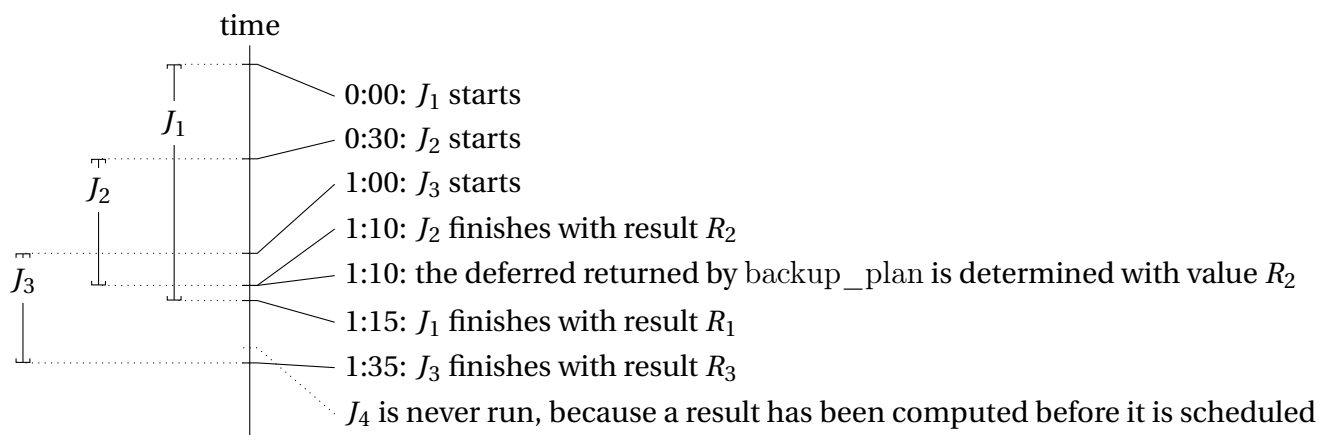 time
0:00: J1 starts
J1
0:30: J2 starts
1:00: J3 starts
J2
1:10: J2 finishes with result R2
1:10: the deferred returned by backup_plan is determined with value R2
J3
1:15: J1 finishes with result R1
1:35: J3 finishes with result R3
J4 is never run, because a result has been computed before it is scheduled